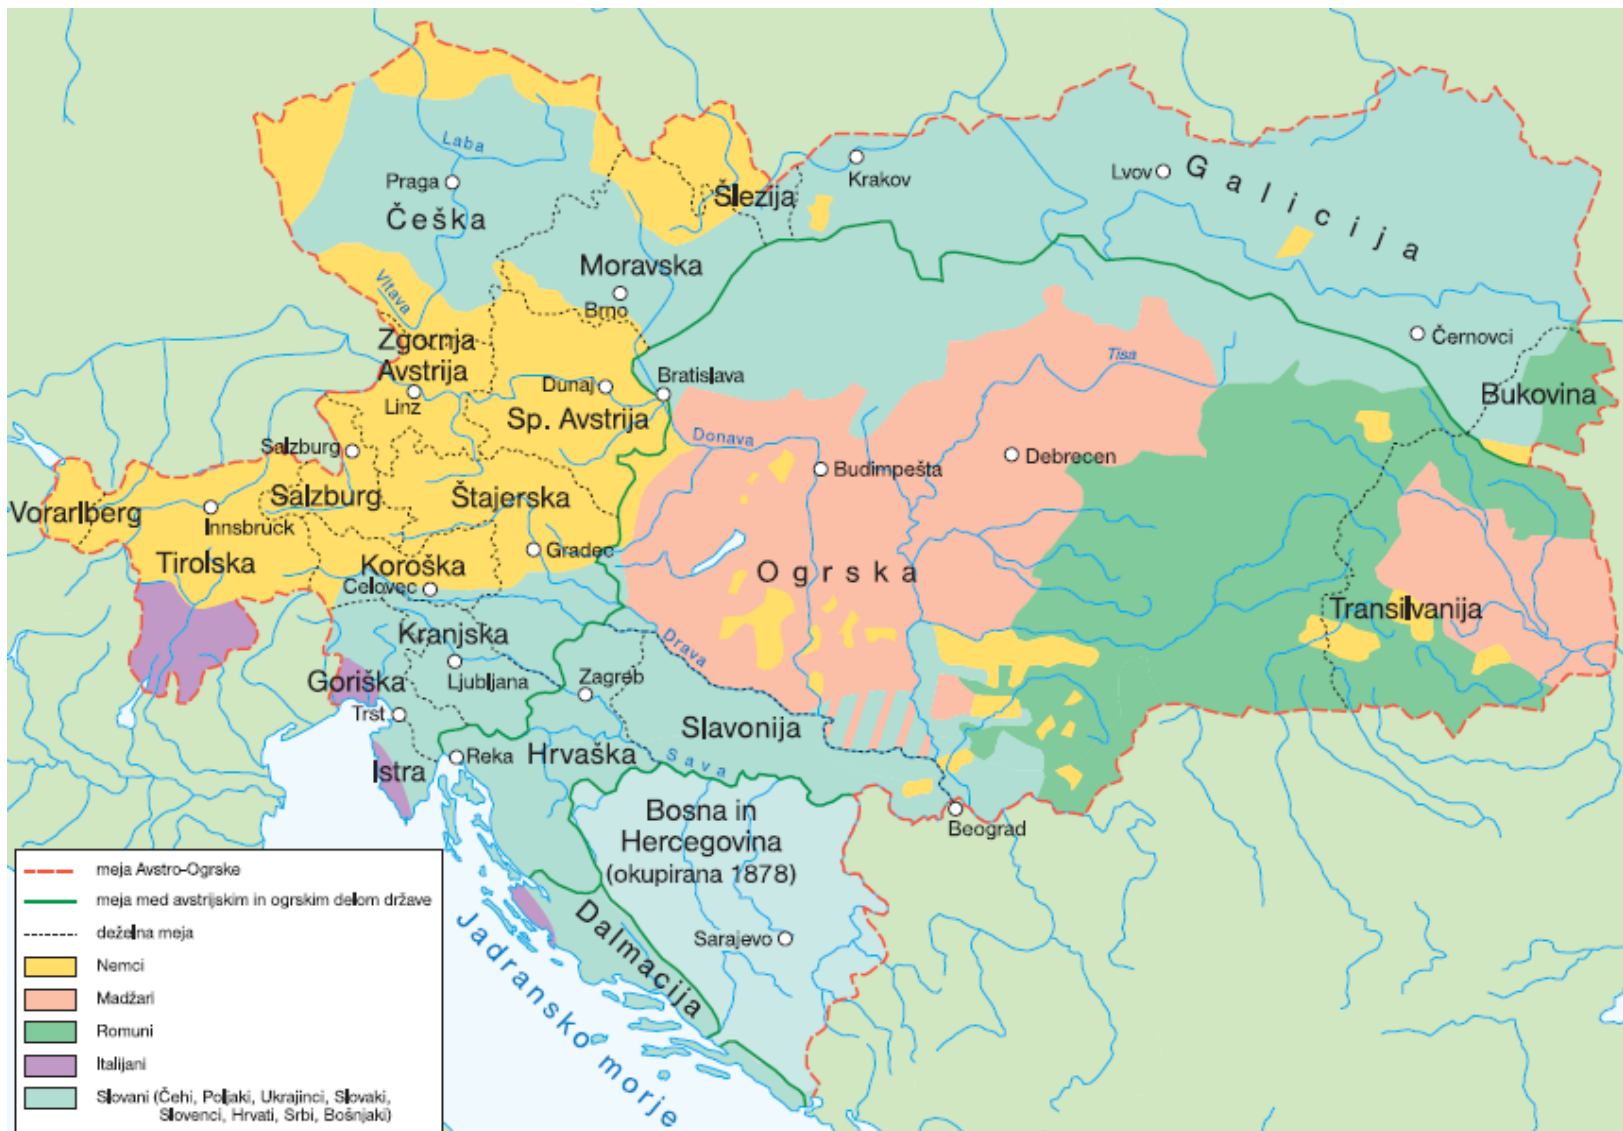 Laba
Praga
Češka
Šlezija
Krakov
Lvov
Galicija
Moravska
Brno
Vltava
Zgornja
Avstrija
Linz
Dunaj
Sp. Avstrija
Bratislava
Tisa
Černovci
Bukovina
Donava
Budimpešta
Debrecen
Salzburg
Salzburg
Štajerska
Vorarlberg
Innsbruck
Tirolska
Koroška
Celovec
Gradec
Ogrska
Transilvanija
Kranjska
Ljubljana
Drava
Zagreb
Goriška
Trst
Slavonija
Reka
Hrvaška
Sava
Istra
Bosna in
Hercegovina
(okupirana 1878)
Beograd
Sarajevo
Dalmacija
Jadransko morje
meja Avstro-Ogrske
meja med avstrijskim in ogrskim delom države
deželna meja
Nemci
Madžari
Romuni
Italijani
Slovani (Čehi, Poljaki, Ukrajinci, Slovaki,
Slovenci, Hrvati, Srbi, Bošnjaki)